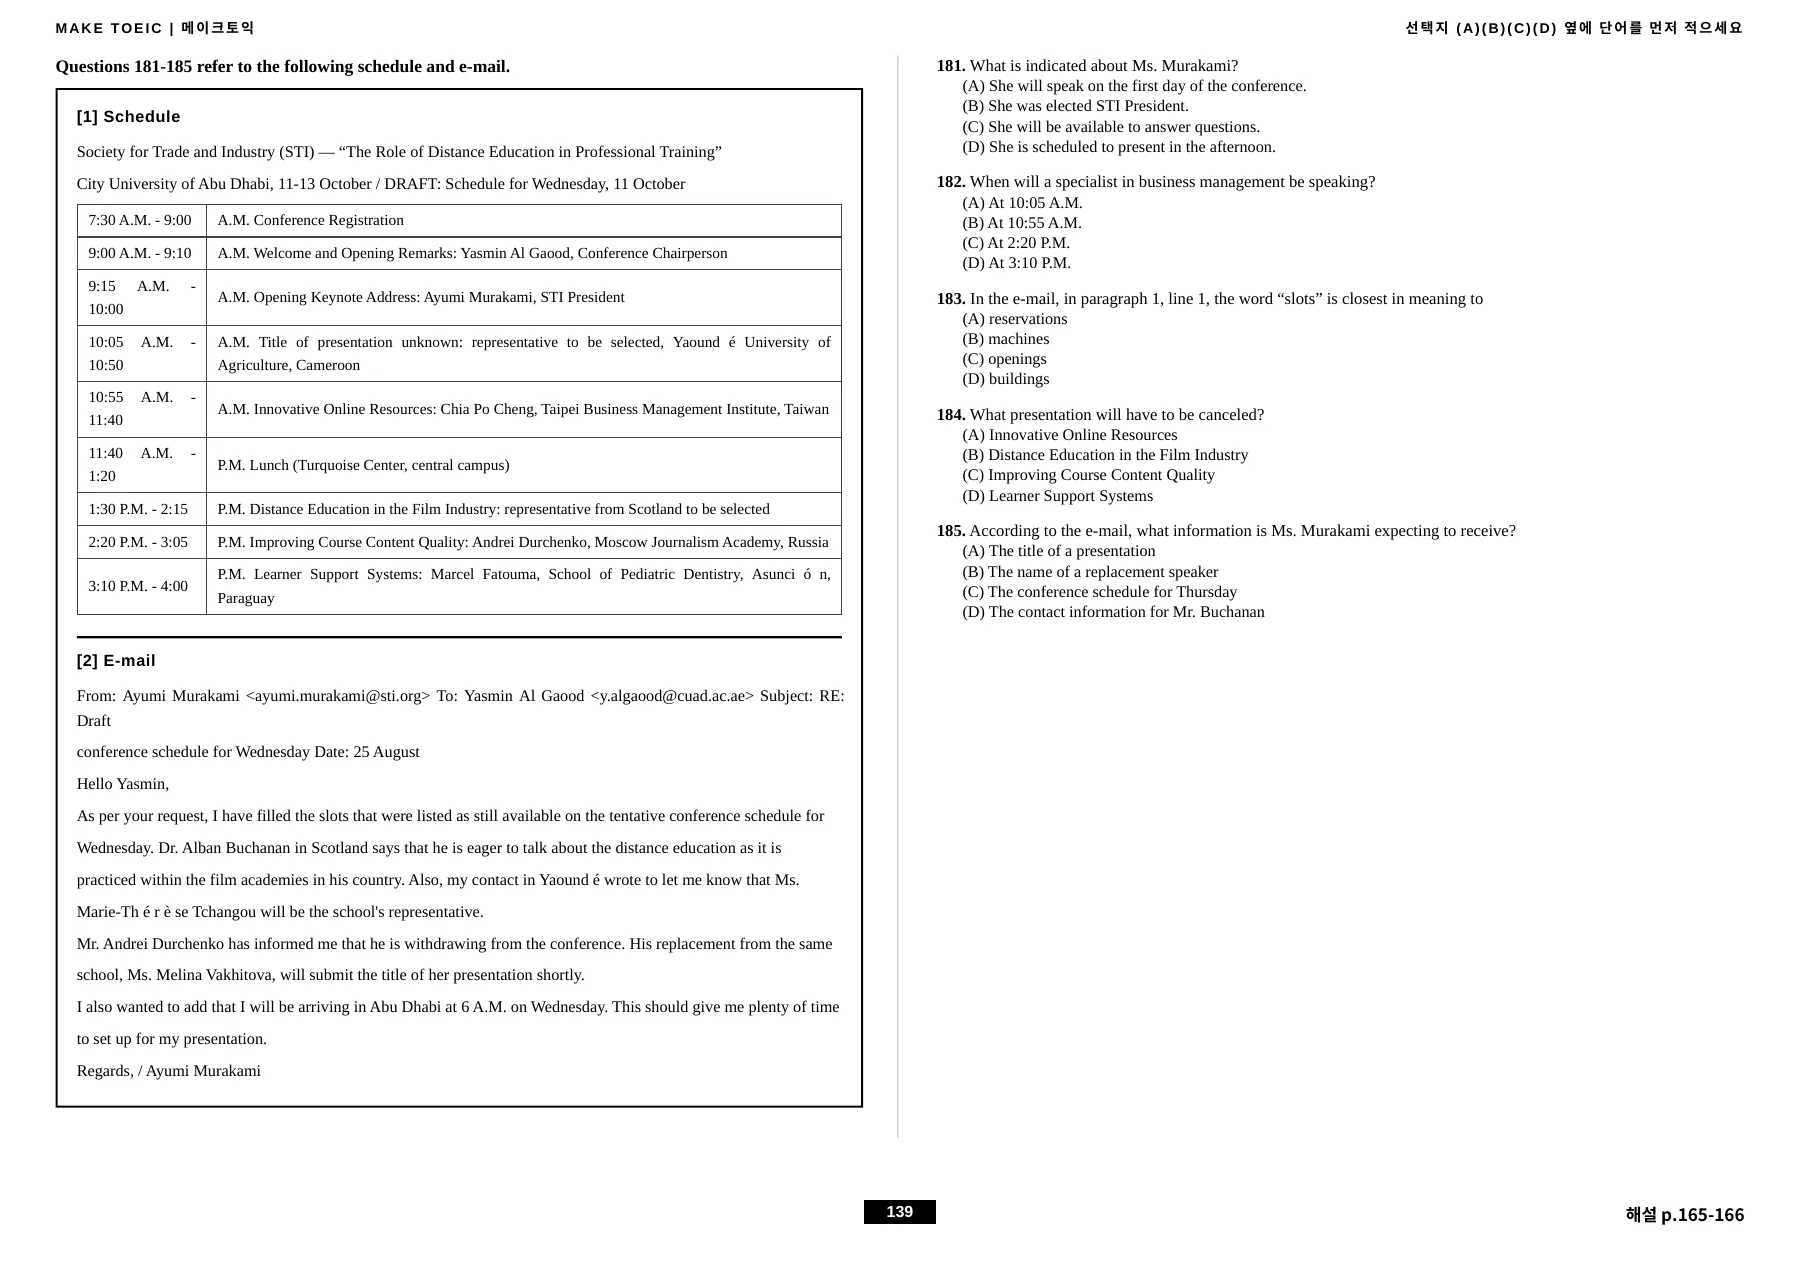 MAKE TOEIC | 메이크토익
선택지 (A)(B)(C)(D) 옆에 단어를 먼저 적으세요
Questions 181-185 refer to the following schedule and e-mail.
[1] Schedule
Society for Trade and Industry (STI) — “The Role of Distance Education in Professional Training”
City University of Abu Dhabi, 11-13 October / DRAFT: Schedule for Wednesday, 11 October
7:30 A.M. - 9:00 A.M. Conference Registration
9:00 A.M. - 9:10 A.M. Welcome and Opening Remarks: Yasmin Al Gaood, Conference Chairperson
9:15 A.M. -
10:00
A.M. Opening Keynote Address: Ayumi Murakami, STI President
10:05 A.M. -
10:50
A.M. Title of presentation unknown: representative to be selected, Yaound é University of
Agriculture, Cameroon
10:55 A.M. -
11:40
A.M. Innovative Online Resources: Chia Po Cheng, Taipei Business Management Institute, Taiwan
11:40 A.M. -
1:20
P.M. Lunch (Turquoise Center, central campus)
1:30 P.M. - 2:15 P.M. Distance Education in the Film Industry: representative from Scotland to be selected
2:20 P.M. - 3:05 P.M. Improving Course Content Quality: Andrei Durchenko, Moscow Journalism Academy, Russia
3:10 P.M. - 4:00
P.M. Learner Support Systems: Marcel Fatouma, School of Pediatric Dentistry, Asunci ó n,
Paraguay
[2] E-mail
From: Ayumi Murakami <ayumi.murakami@sti.org> To: Yasmin Al Gaood <y.algaood@cuad.ac.ae> Subject: RE:
Draft
conference schedule for Wednesday Date: 25 August
Hello Yasmin,
As per your request, I have filled the slots that were listed as still available on the tentative conference schedule for
Wednesday. Dr. Alban Buchanan in Scotland says that he is eager to talk about the distance education as it is
practiced within the film academies in his country. Also, my contact in Yaound é wrote to let me know that Ms.
Marie-Th é r è se Tchangou will be the school's representative.
Mr. Andrei Durchenko has informed me that he is withdrawing from the conference. His replacement from the same
school, Ms. Melina Vakhitova, will submit the title of her presentation shortly.
I also wanted to add that I will be arriving in Abu Dhabi at 6 A.M. on Wednesday. This should give me plenty of time
to set up for my presentation.
Regards, / Ayumi Murakami
181. What is indicated about Ms. Murakami?
(A) She will speak on the first day of the conference.
(B) She was elected STI President.
(C) She will be available to answer questions.
(D) She is scheduled to present in the afternoon.
182. When will a specialist in business management be speaking?
(A) At 10:05 A.M.
(B) At 10:55 A.M.
(C) At 2:20 P.M.
(D) At 3:10 P.M.
183. In the e-mail, in paragraph 1, line 1, the word “slots” is closest in meaning to
(A) reservations
(B) machines
(C) openings
(D) buildings
184. What presentation will have to be canceled?
(A) Innovative Online Resources
(B) Distance Education in the Film Industry
(C) Improving Course Content Quality
(D) Learner Support Systems
185. According to the e-mail, what information is Ms. Murakami expecting to receive?
(A) The title of a presentation
(B) The name of a replacement speaker
(C) The conference schedule for Thursday
(D) The contact information for Mr. Buchanan
139
해설 p.165-166